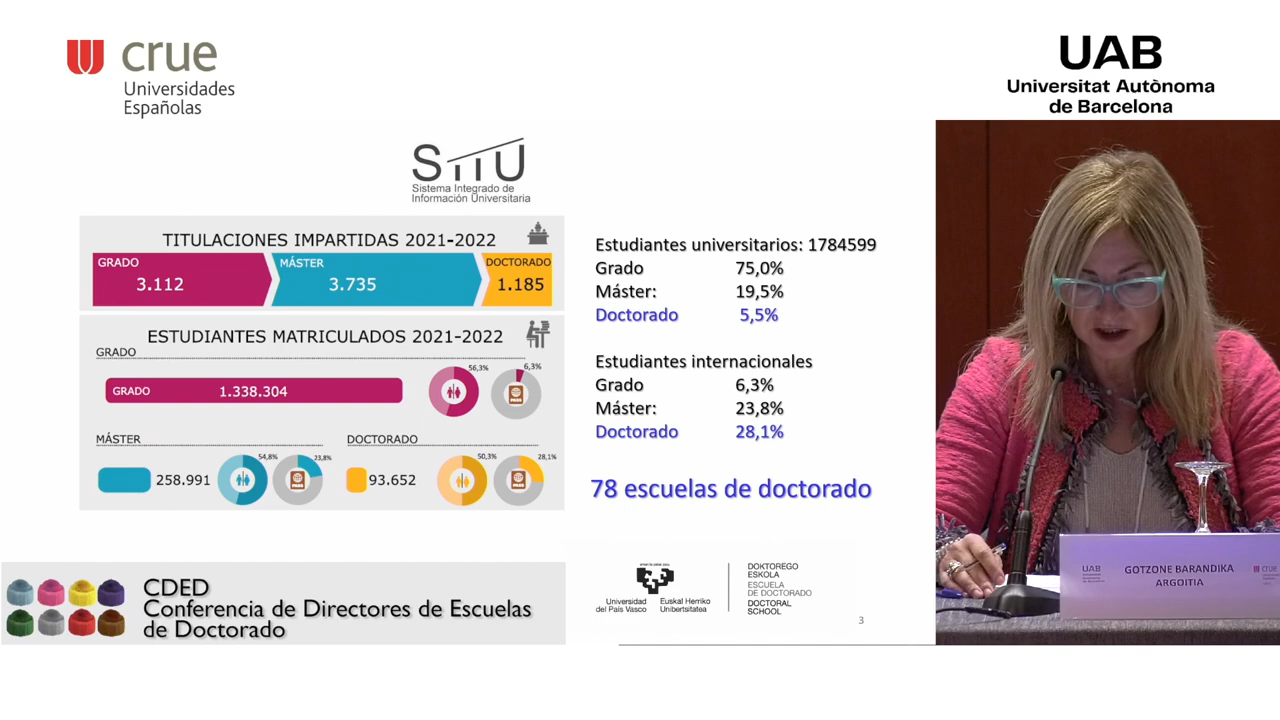 crue
Universidades
Españolas
UAB
Universitat Autònoma
de Barcelona
SIIU
Sistema Integrado de
Información Universitaria
TITULACIONES IMPARTIDAS 2021-2022
GRADO
3.112
MÁSTER
3.735
DOCTORADO
1.185
ESTUDIANTES MATRICULADOS 2021-2022
GRADO
GRADO 1.338.304
56,3%
6,3%
MÁSTER
258.991
54,8%
23,8%
DOCTORADO
93.652
50,3%
28,1%
Estudiantes universitarios: 1784599
Grado 75,0%
Máster: 19,5%
Doctorado 5,5%
Estudiantes internacionales
Grado 6,3%
Máster: 23,8%
Doctorado 28,1%
78 escuelas de doctorado
CDED
Conferencia de Directores de Escuelas
de Doctorado
Universidad
del País Vasco
Euskal Herriko
Unibertsitatea
DOKTOREGO
ESKOLA
ESCUELA
DE DOCTORADO
DOCTORAL
SCHOOL
3
UAB
GOTZONE BARANDIKA
ARGOITIA
crue